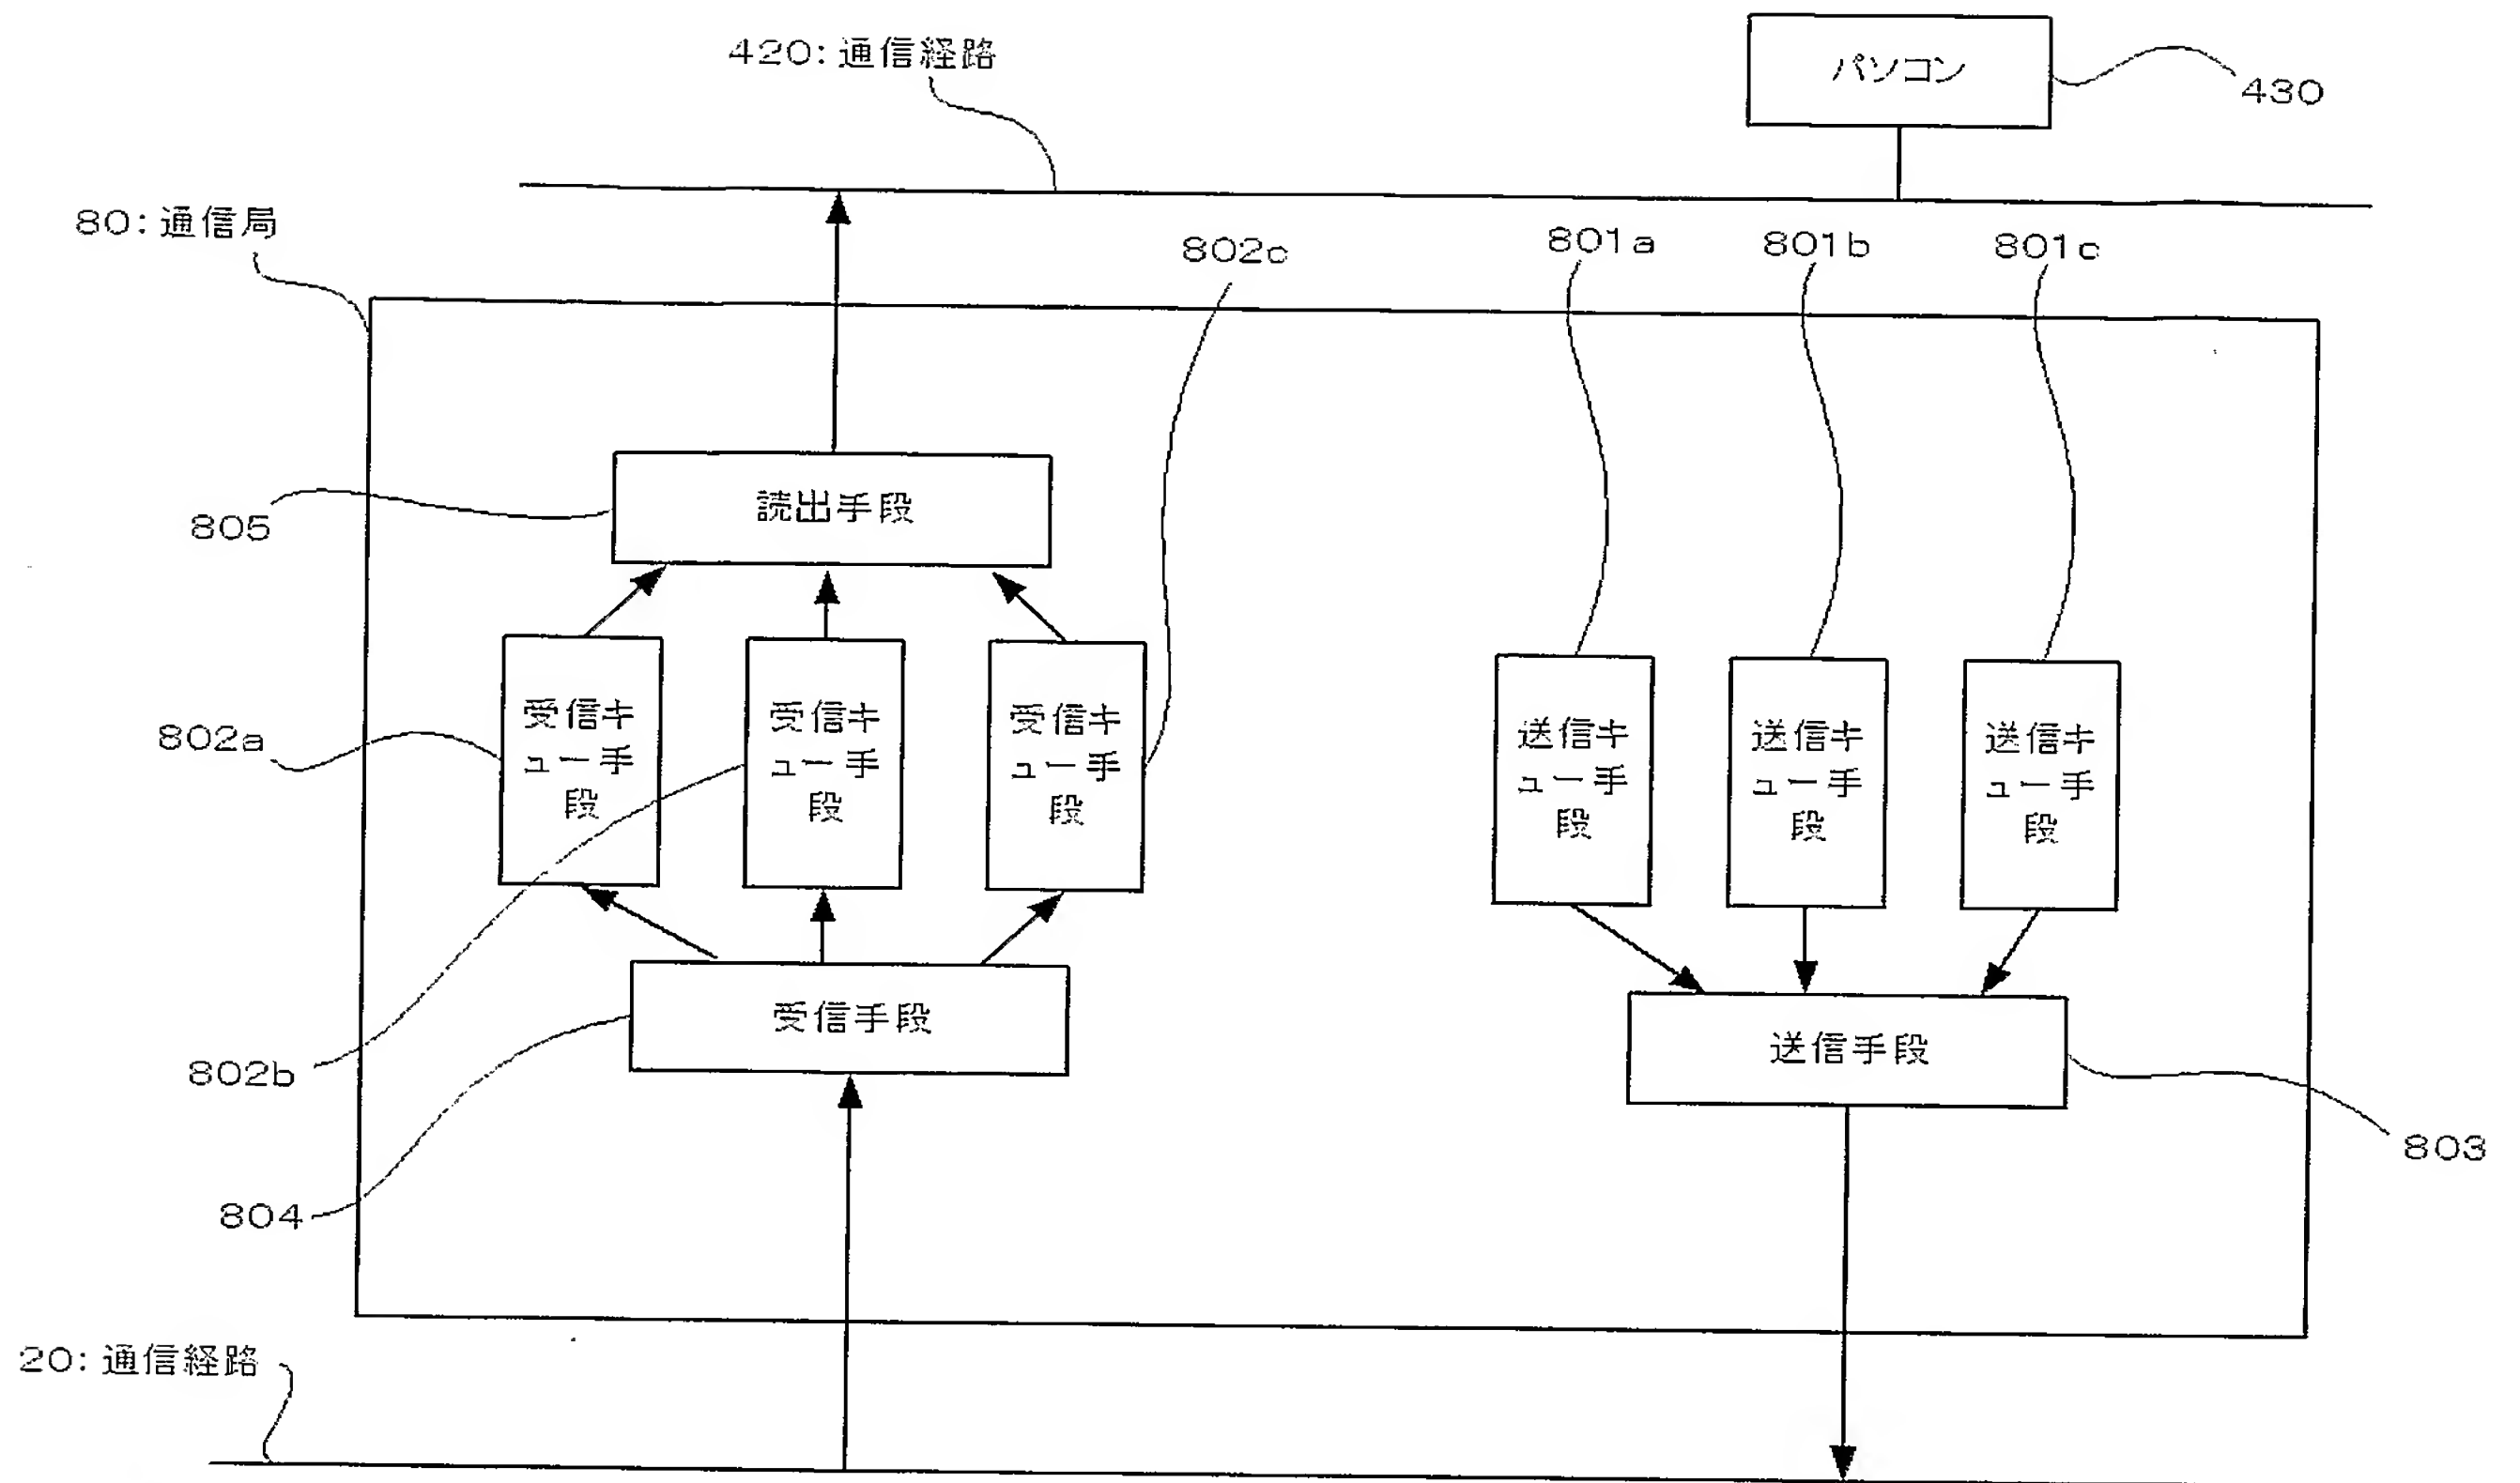 420:通信経路
パソコン
430
80:通信局
802c
801a
801b
801c
805
読出手段
802a
受信キ
ュー手
段
受信キ
ュー手
段
受信キ
ュー手
段
送信キ
ュー手
段
送信キ
ュー手
段
送信キ
ュー手
段
802b
受信手段
送信手段
803
804
20:通信経路